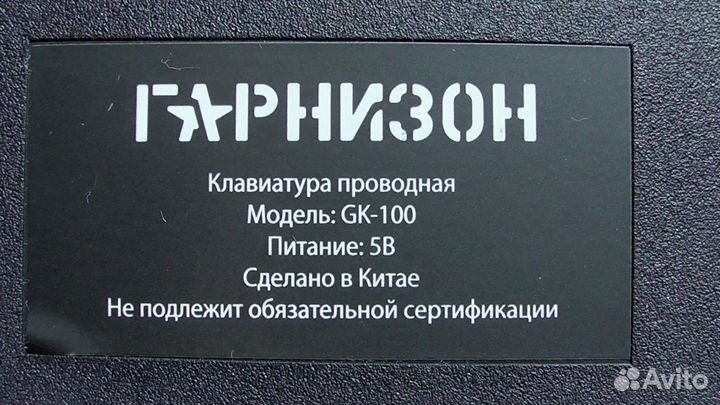 ГАРНИЗОН
Клавиатура проводная
Модель: GK-100
Питание: 5В
Сделано в Китае
Не подлежит обязательной сертификации
Avito